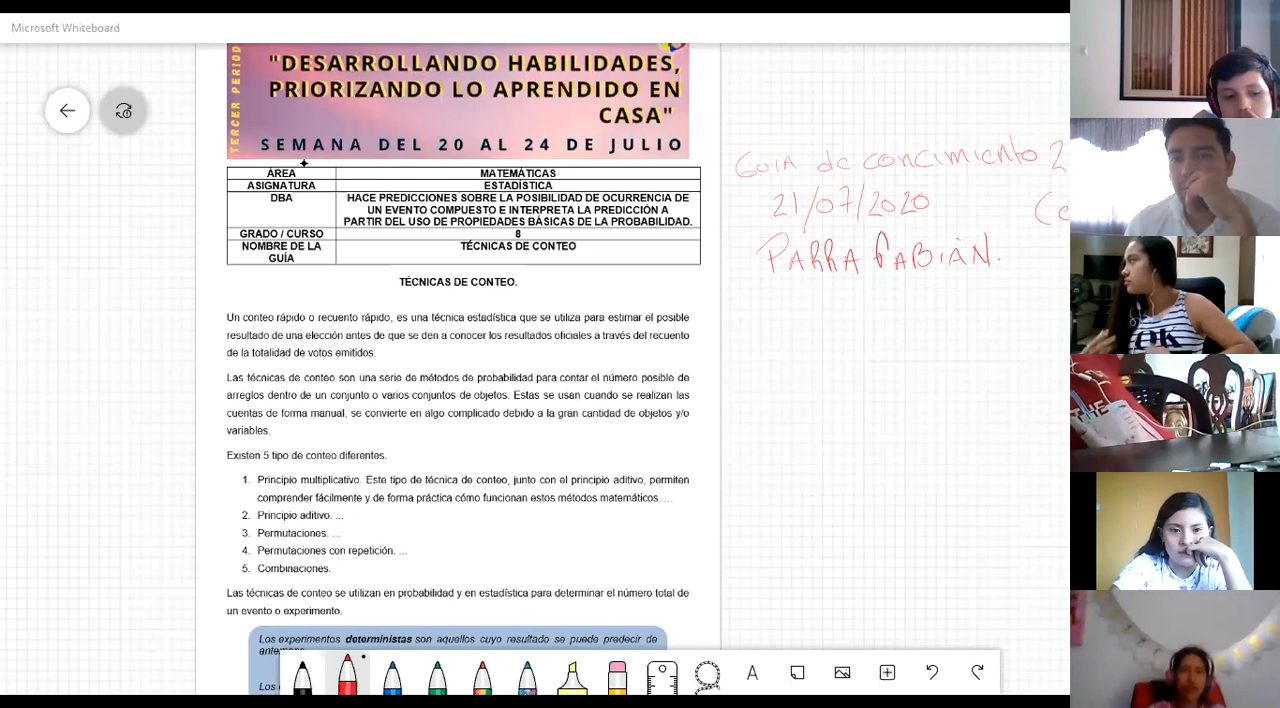 Microsoft Whiteboard
TERCER PERIOD
"DESARROLLANDO HABILIDADES,
PRIORIZANDO LO APRENDIDO EN
CASA"
SEMANA DEL 20 AL 24 DE JULIO
ÁREA MATEMÁTICAS
ASIGNATURA ESTADÍSTICA
DBA HACE PREDICCIONES SOBRE LA POSIBILIDAD DE OCURRENCIA DE
UN EVENTO COMPUESTO E INTERPRETA LA PREDICCIÓN A
PARTIR DEL USO DE PROPIEDADES BÁSICAS DE LA PROBABILIDAD.
GRADO / CURSO 8
NOMBRE DE LA GUÍA TÉCNICAS DE CONTEO
TÉCNICAS DE CONTEO.
Un conteo rápido o recuento rápido, es una técnica estadística que se utiliza para estimar el posible
resultado de una elección antes de que se den a conocer los resultados oficiales a través del recuento
de la totalidad de votos emitidos.
Las técnicas de conteo son una serie de métodos de probabilidad para contar el número posible de
arreglos dentro de un conjunto o varios conjuntos de objetos. Estas se usan cuando se realizan las
cuentas de forma manual, se convierte en algo complicado debido a la gran cantidad de objetos y/o
variables.
Existen 5 tipo de conteo diferentes.
1. Principio multiplicativo. Este tipo de técnica de conteo, junto con el principio aditivo, permiten
comprender fácilmente y de forma práctica cómo funcionan estos métodos matemáticos. ...
2. Principio aditivo. ...
3. Permutaciones. ...
4. Permutaciones con repetición. ...
5. Combinaciones.
Las técnicas de conteo se utilizan en probabilidad y en estadística para determinar el número total de
un evento o experimento.
Los experimentos deterministas son aquellos cuyo resultado se puede predecir de
Los e
Guia de concimiento 2
21/07/2020 (e
PARRA FABIÁN.
OK
THE
A